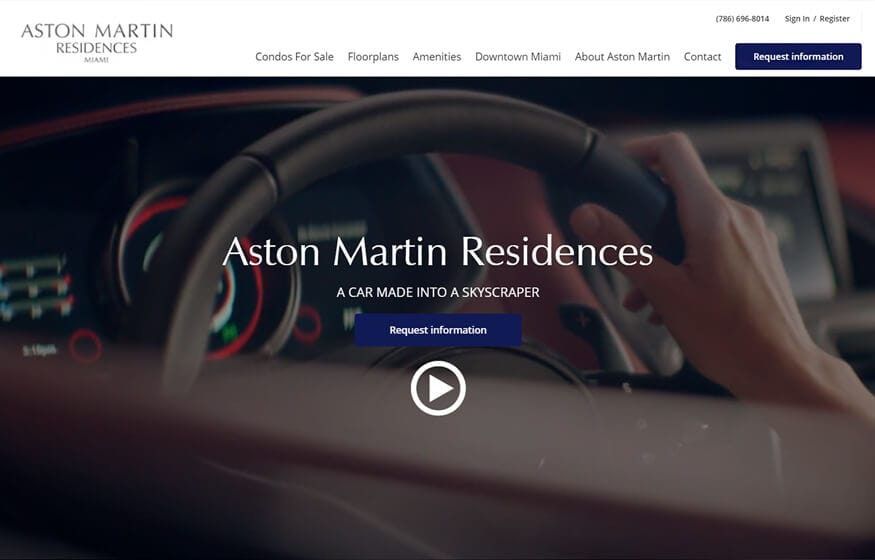 ASTON MARTIN
RESIDENCES
MIAMI
(786) 696-8014 Sign In / Register
Condos For Sale Floorplans Amenities Downtown Miami About Aston Martin Contact Request information
Aston Martin Residences
A CAR MADE INTO A SKYSCRAPER
Request information